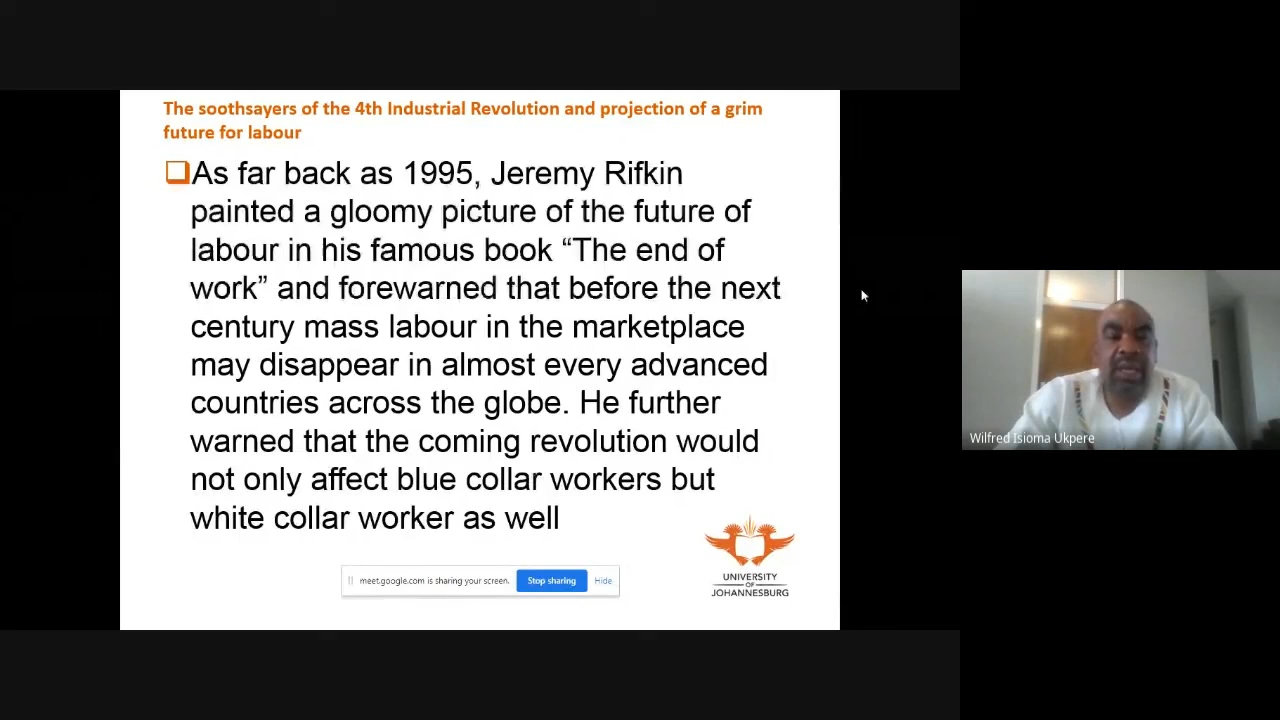 The soothsayers of the 4th Industrial Revolution and projection of a grim
future for labour
❑As far back as 1995, Jeremy Rifkin
painted a gloomy picture of the future of
labour in his famous book “The end of
work” and forewarned that before the next
century mass labour in the marketplace
may disappear in almost every advanced
countries across the globe. He further
warned that the coming revolution would
not only affect blue collar workers but
white collar worker as well
UNIVERSITY
OF
JOHANNESBURG
meet.google.com is sharing your screen. Stop sharing Hide
Wilfred Isioma Ukpere